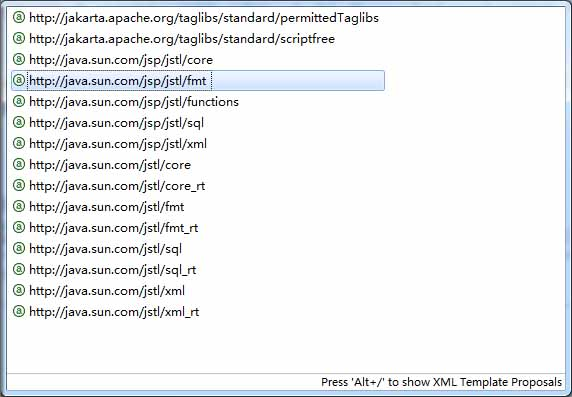 http://jakarta.apache.org/taglibs/standard/permittedTaglibs
http://jakarta.apache.org/taglibs/standard/scriptfree
http://java.sun.com/jsp/jstl/core
http://java.sun.com/jsp/jstl/fmt
http://java.sun.com/jsp/jstl/functions
http://java.sun.com/jsp/jstl/sql
http://java.sun.com/jsp/jstl/xml
http://java.sun.com/jstl/core
http://java.sun.com/jstl/core_rt
http://java.sun.com/jstl/fmt
http://java.sun.com/jstl/fmt_rt
http://java.sun.com/jstl/sql
http://java.sun.com/jstl/sql_rt
http://java.sun.com/jstl/xml
http://java.sun.com/jstl/xml_rt
Press 'Alt+/' to show XML Template Proposals